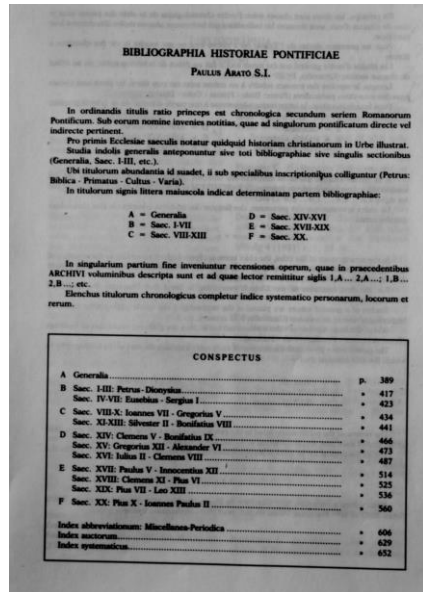 BIBLIOGRAPHIA HISTORIAE PONTIFICIAE
PAULUS ARATO S.I.
In ordinandis titulis ratio princeps est chronologica secundum seriem Romanorum
Pontificum. Sub eorum nomine invenies notitias, quae ad singulorum pontificatum directe vel
indirecte pertinent.
Pro primis Ecclesiae saeculis notatur quidquid historiam christianorum in Urbe illustrat.
Studia indolis generalis anteponuntur sive toti bibliographiae sive singulis sectionibus
(Generalia, Saec. I-III, etc.).
Ubi titulorum abundantia id suadet, ii sub specialibus inscriptionibus colliguntur (Petrus:
Biblica - Primatus - Cultus - Varia).
In titulorum signis littera maiuscola indicat determinatam partem bibliographiae:
A = Generalia
B = Saec. I-VII
C = Saec. VIII-XIII
D = Saec. XIV-XVI
E = Saec. XVII-XIX
F = Saec. XX.
In singularium partium fine inveniuntur recensiones operum, quae in praecedentibus
ARCHIVI voluminibus descripta sunt et ad quae lector remittitur siglis 1,A ... 2,A ...; 1,B ...
2,B ...; etc.
Elenchus titulorum chronologicus completur indice systematico personarum, locorum et
rerum.
CONSPECTUS
A Generalia ... p. 389
B Saec. I-III: Petrus - Dionysius ... » 417
Saec. IV-VII: Eusebius - Sergius I ... » 423
C Saec. VIII-X: Ioannes VII - Gregorius V ... » 434
Saec. XI-XIII: Silvester II - Bonifatius VIII ... » 441
D Saec. XIV: Clemens V - Bonifatius IX ... » 466
Saec. XV: Gregorius XII - Alexander VI ... » 473
Saec. XVI: Iulius II - Clemens VIII ... » 487
E Saec. XVII: Paulus V - Innocentius XII ... » 514
Saec. XVIII: Clemens XI - Pius VI ... » 525
Saec. XIX: Pius VII - Leo XIII ... » 536
F Saec. XX: Pius X - Ioannes Paulus II ... » 560
Index abbreviationum: Miscellanea-Periodica ... » 606
Index auctorum ... » 629
Index systematicus ... » 652